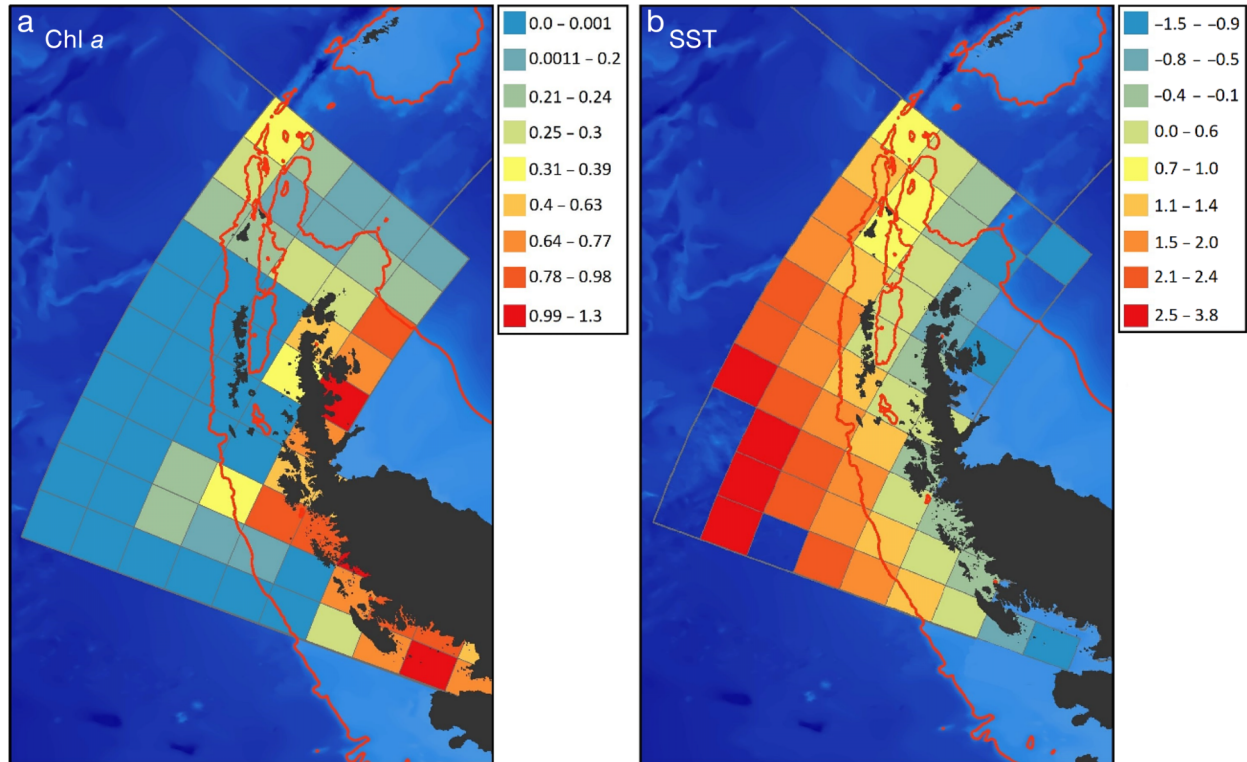 a Chl a
0.0 – 0.001
0.0011 – 0.2
0.21 – 0.24
0.25 – 0.3
0.31 – 0.39
0.4 – 0.63
0.64 – 0.77
0.78 – 0.98
0.99 – 1.3
b SST
–1.5 – –0.9
–0.8 – –0.5
–0.4 – –0.1
0.0 – 0.6
0.7 – 1.0
1.1 – 1.4
1.5 – 2.0
2.1 – 2.4
2.5 – 3.8